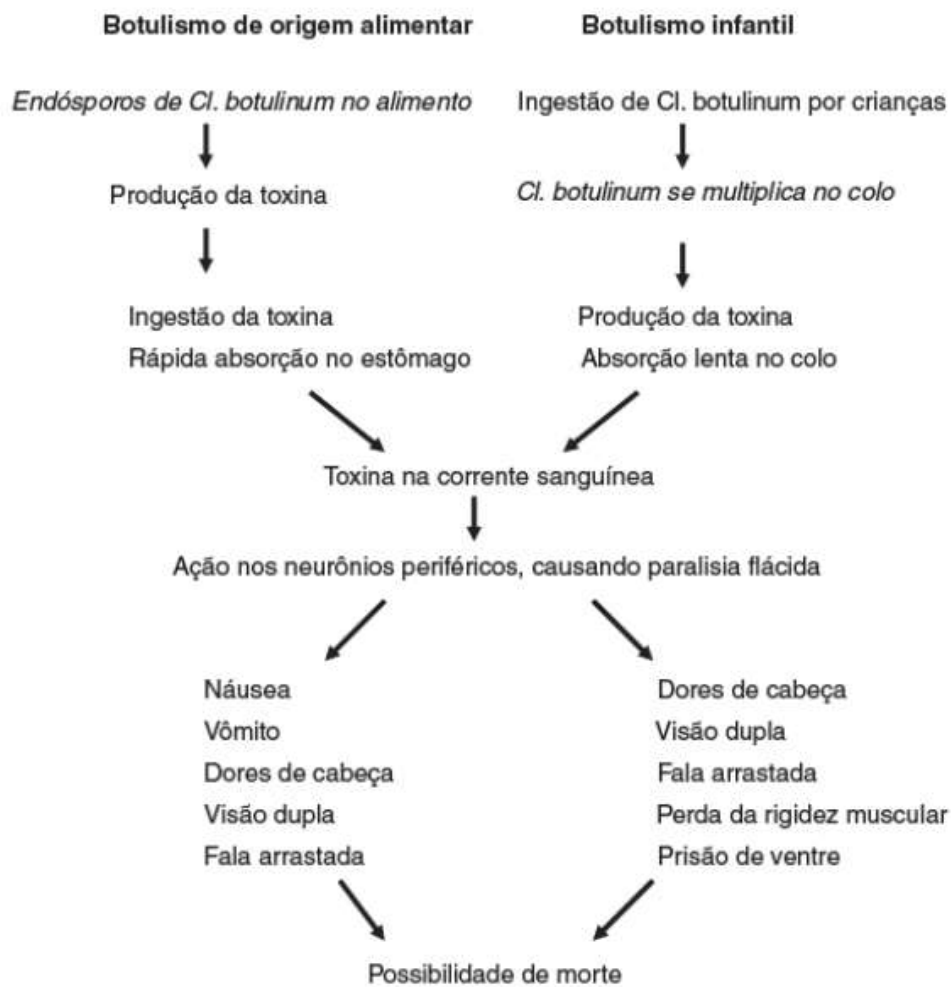 Botulismo de origem alimentar
Botulismo infantil
Endósporos de Cl. botulinum no alimento
Ingestão de Cl. botulinum por crianças
Produção da toxina
Cl. botulinum se multiplica no colo
Ingestão da toxina
Rápida absorção no estômago
Produção da toxina
Absorção lenta no colo
Toxina na corrente sanguínea
Ação nos neurônios periféricos, causando paralisia flácida
Náusea
Vômito
Dores de cabeça
Visão dupla
Fala arrastada
Dores de cabeça
Visão dupla
Fala arrastada
Perda da rigidez muscular
Prisão de ventre
Possibilidade de morte